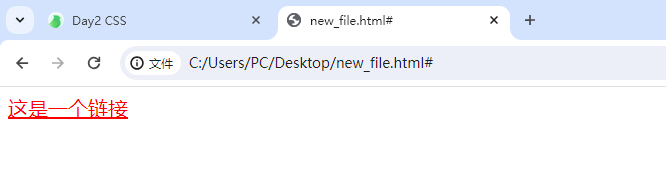 Day2 CSS
new_file.html#
文件
C:/Users/PC/Desktop/new_file.html#
这是一个链接